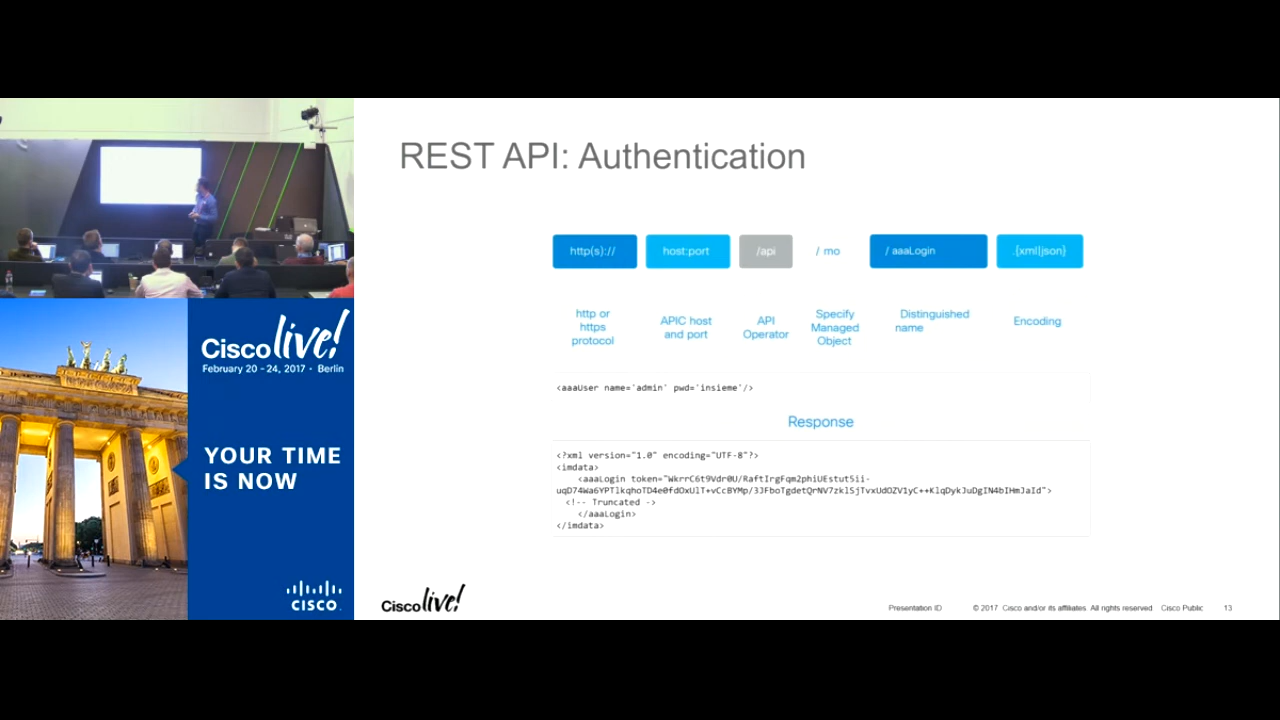 REST API: Authentication
http(s)://
host:port
/api
/ mo
/ aaaLogin
.{xml|json}
http or
https
protocol
APIC host
and port
API
Operator
Specify
Managed
Object
Distinguished
name
Encoding
<aaaUser name='admin' pwd='insieme'/>
Response
<?xml version="1.0" encoding="UTF-8"?>
<imdata>
<aaaLogin token="WkrrC6t9Vdr0U/RaftIrgFqm2phiUEstut5ii-
uqD74Wa6YPTlkqhoTD4e0fdOxUlT+vCcBYMp/3JFboTgdetQrNV7zklSjTvxUdOZV1yC++KlqDykJuDgIN4bIHmJaId">
<!-- Truncated ->
</aaaLogin>
</imdata>
Cisco live!
February 20 - 24, 2017 · Berlin
YOUR TIME
IS NOW
CISCO
Cisco live!
Presentation ID © 2017 Cisco and/or its affiliates All rights reserved Cisco Public 13